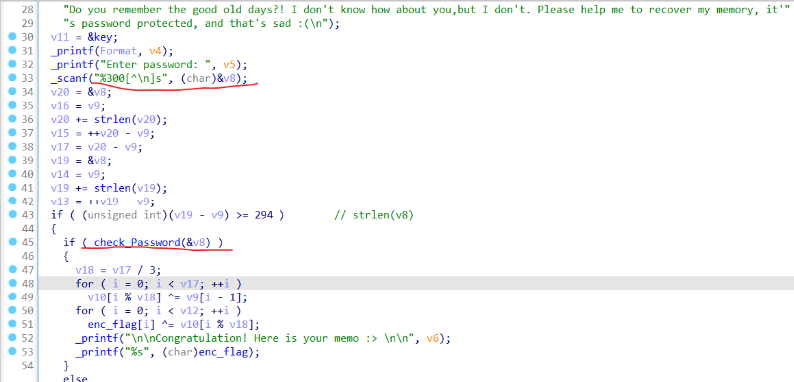 28 "Do you remember the good old days?! I don't know how about you,but I don't. Please help me to recover my memory, it'"
29 "s password protected, and that's sad :(\n");
30 v11 = &key;
31 _printf(Format, v4);
32 _printf("Enter password: ", v5);
33 _scanf("%300[^\n]s", (char)&v8);
34 v20 = &v8;
35 v16 = v9;
36 v20 += strlen(v20);
37 v15 = ++v20 - v9;
38 v17 = v20 - v9;
39 v19 = &v8;
40 v14 = v9;
41 v19 += strlen(v19);
42 v13 = ++v19 v9;
43 if ( (unsigned int)(v19 - v9) >= 294 ) // strlen(v8)
44 {
45 if ( check_Password(&v8) )
46 {
47 v18 = v17 / 3;
48 for ( i = 0; i < v17; ++i )
49 v10[i % v18] ^= v9[i - 1];
50 for ( i = 0; i < v12; ++i )
51 enc_flag[i] ^= v10[i % v18];
52 _printf("\n\nCongratulation! Here is your memo :> \n\n", v6);
53 _printf("%s", (char)enc_flag);
54 }
else